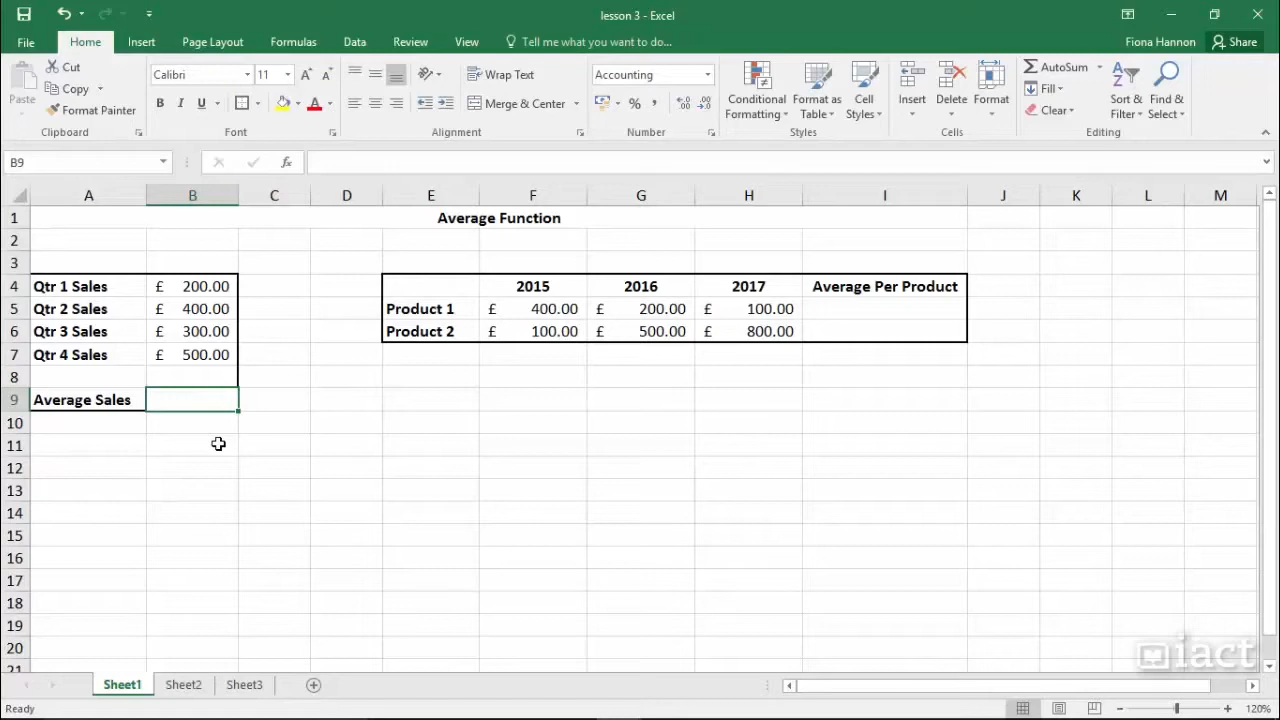 lesson 3 - Excel
File Home Insert Page Layout Formulas Data Review View Tell me what you want to do... Fiona Hannon Share
Paste Cut Copy Format Painter Clipboard
Calibri 11 A A B I U A Font
Wrap Text Merge & Center Alignment
Accounting % , Number
Conditional Formatting Format as Table Cell Styles Styles
Insert Delete Format Cells
AutoSum Fill Clear Sort & Filter Find & Select Editing
B9 fx
A B C D E F G H I J K L M
1 Average Function
2
3
4 Qtr 1 Sales £ 200.00 2015 2016 2017 Average Per Product
5 Qtr 2 Sales £ 400.00 Product 1 £ 400.00 £ 200.00 £ 100.00
6 Qtr 3 Sales £ 300.00 Product 2 £ 100.00 £ 500.00 £ 800.00
7 Qtr 4 Sales £ 500.00
8
9 Average Sales
10
11
12
13
14
15
16
17
18
19
20
21
iact
Sheet1 Sheet2 Sheet3
Ready 120%